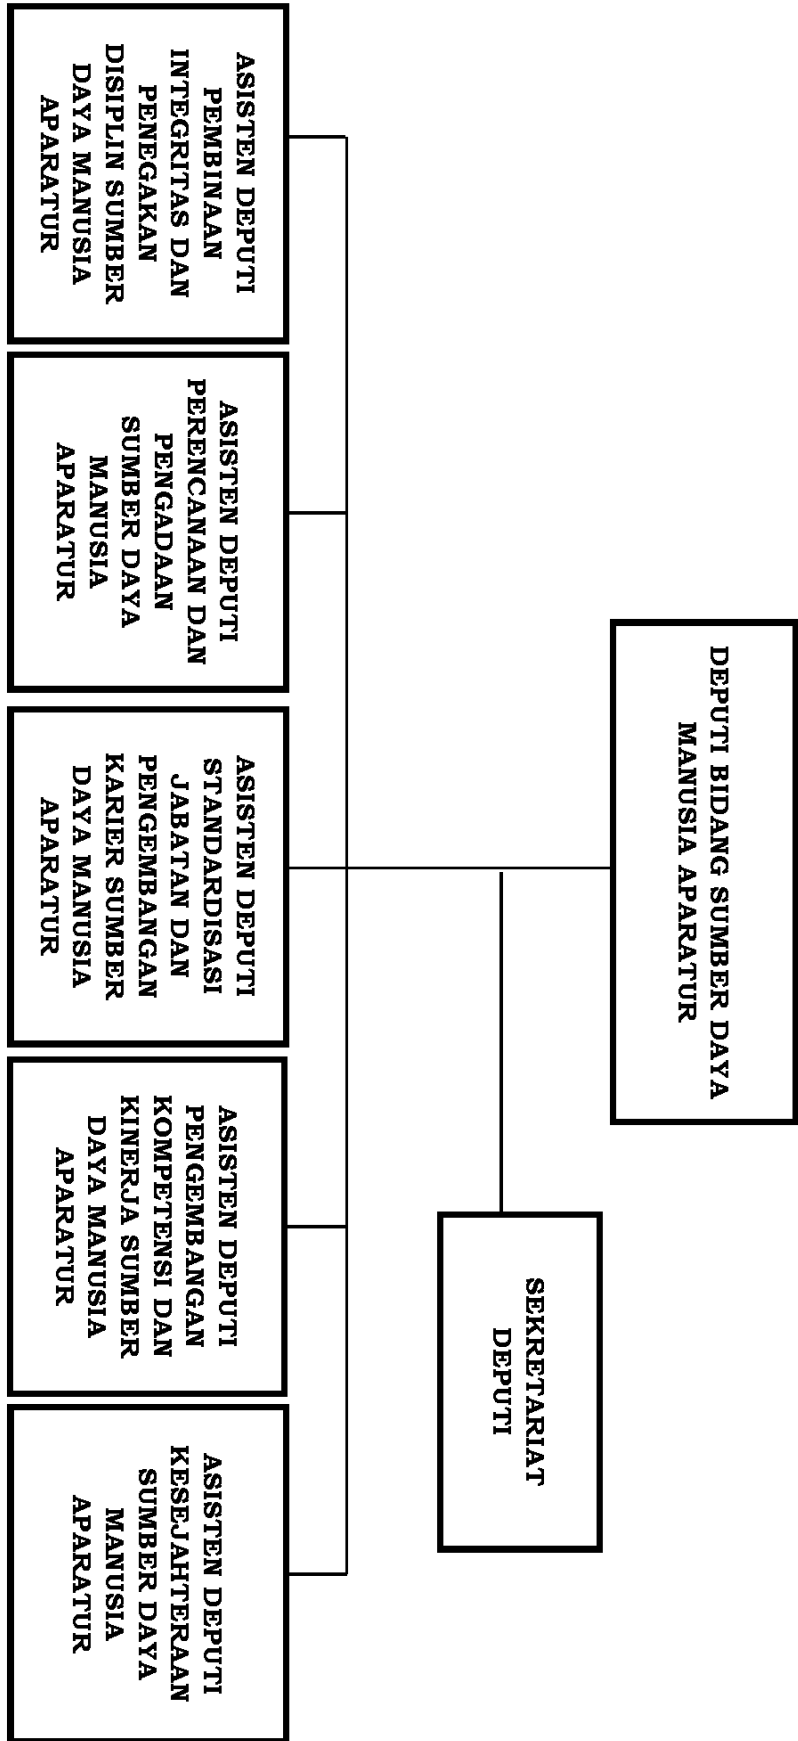 DEPUTI BIDANG SUMBER DAYA
MANUSIA APARATUR
SEKRETARIAT
DEPUTI
ASISTEN DEPUTI
PEMBINAAN
INTEGRITAS DAN
PENEGAKAN
DISIPLIN SUMBER
DAYA MANUSIA
APARATUR
ASISTEN DEPUTI
PERENCANAAN DAN
PENGADAAN
SUMBER DAYA
MANUSIA
APARATUR
ASISTEN DEPUTI
STANDARDISASI
JABATAN DAN
PENGEMBANGAN
KARIER SUMBER
DAYA MANUSIA
APARATUR
ASISTEN DEPUTI
PENGEMBANGAN
KOMPETENSI DAN
KINERJA SUMBER
DAYA MANUSIA
APARATUR
ASISTEN DEPUTI
KESEJAHTERAAN
SUMBER DAYA
MANUSIA
APARATUR